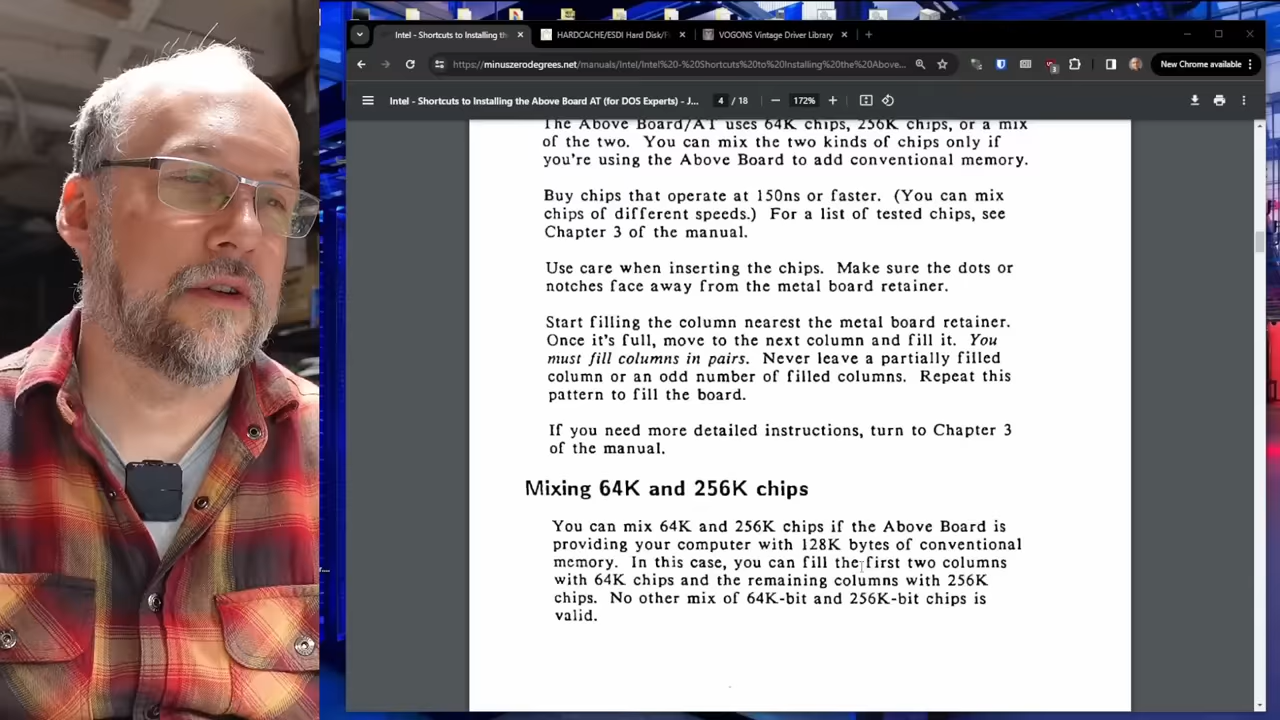 Intel - Shortcuts to Installing th
HARDCACHE/ESDI Hard Disk/F
VOGONS Vintage Driver Library
https://minuszerodegrees.net/manuals/Intel/Intel%20-%20Shortcuts%20to%20Installing%20the%20Above...
New Chrome available
Intel - Shortcuts to Installing the Above Board AT (for DOS Experts) - J...
4 / 18
172%
The Above Board/AT uses 64K chips, 256K chips, or a mix
of the two. You can mix the two kinds of chips only if
you're using the Above Board to add conventional memory.
Buy chips that operate at 150ns or faster. (You can mix
chips of different speeds.) For a list of tested chips, see
Chapter 3 of the manual.
Use care when inserting the chips. Make sure the dots or
notches face away from the metal board retainer.
Start filling the column nearest the metal board retainer.
Once it's full, move to the next column and fill it. You
must fill columns in pairs. Never leave a partially filled
column or an odd number of filled columns. Repeat this
pattern to fill the board.
If you need more detailed instructions, turn to Chapter 3
of the manual.
Mixing 64K and 256K chips
You can mix 64K and 256K chips if the Above Board is
providing your computer with 128K bytes of conventional
memory. In this case, you can fill the first two columns
with 64K chips and the remaining columns with 256K
chips. No other mix of 64K-bit and 256K-bit chips is
valid.